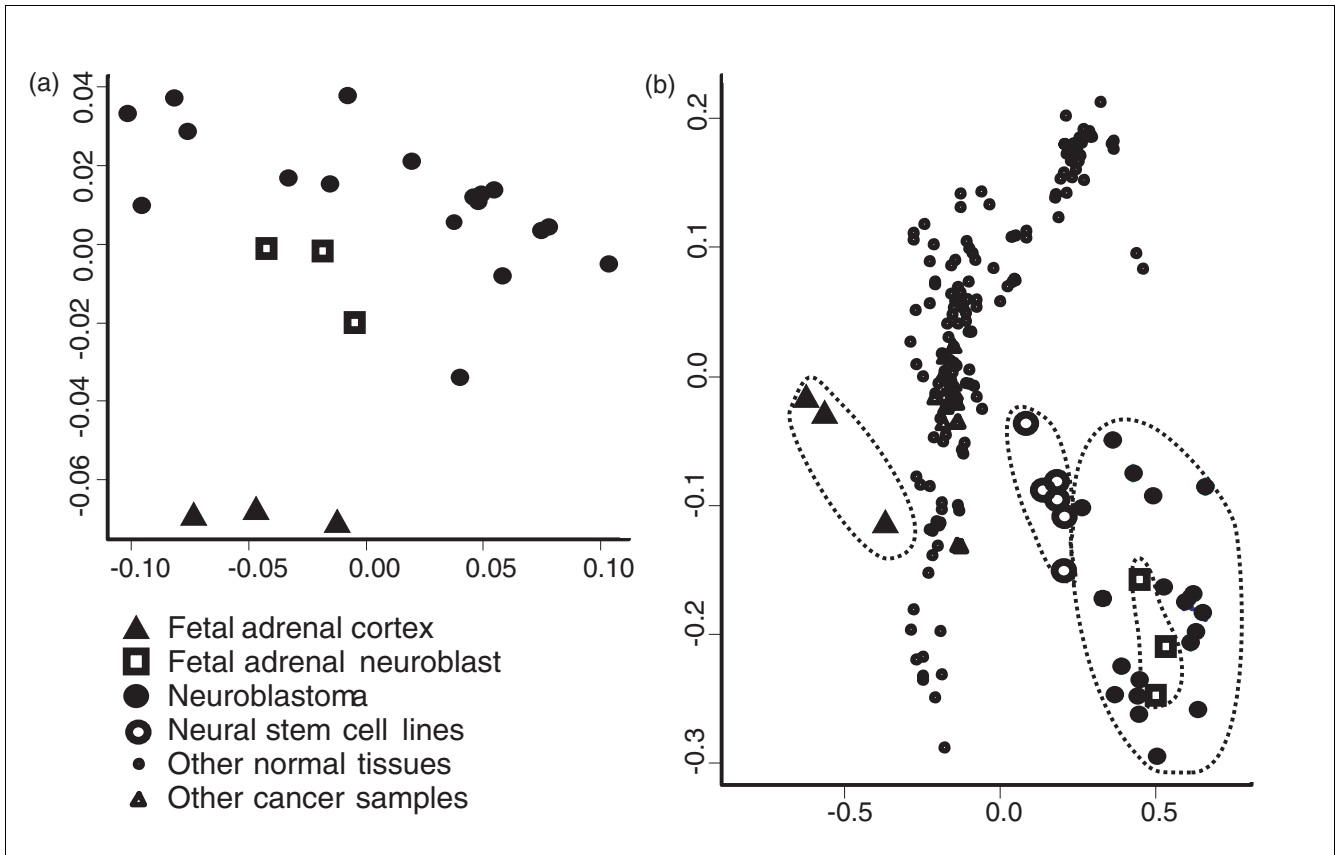 (a)
0.04
0.02
0.00
-0.02
-0.04
-0.06
-0.10 -0.05 0.00 0.05 0.10
Fetal adrenal cortex
Fetal adrenal neuroblast
Neuroblastoma
Neural stem cell lines
Other normal tissues
Other cancer samples
(b)
0.2
0.1
0.0
-0.1
-0.2
-0.3
-0.5 0.0 0.5